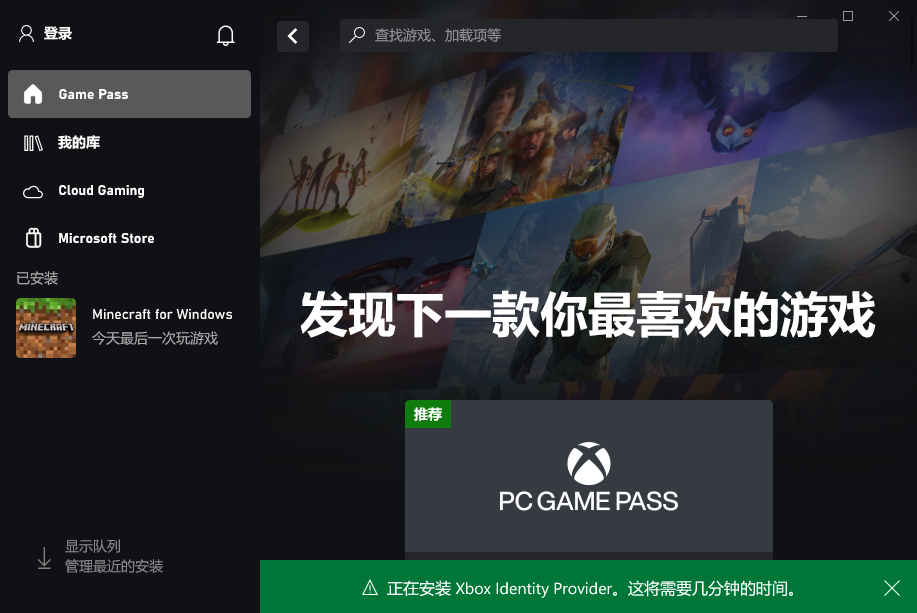 登录
查找游戏、加载项等
Game Pass
我的库
Cloud Gaming
Microsoft Store
已安装
MINECRAFT
Minecraft for Windows
今天最后一次玩游戏
发现下一款你最喜欢的游戏
推荐
PC GAME PASS
显示队列
管理最近的安装
正在安装 Xbox Identity Provider。这将需要几分钟的时间。